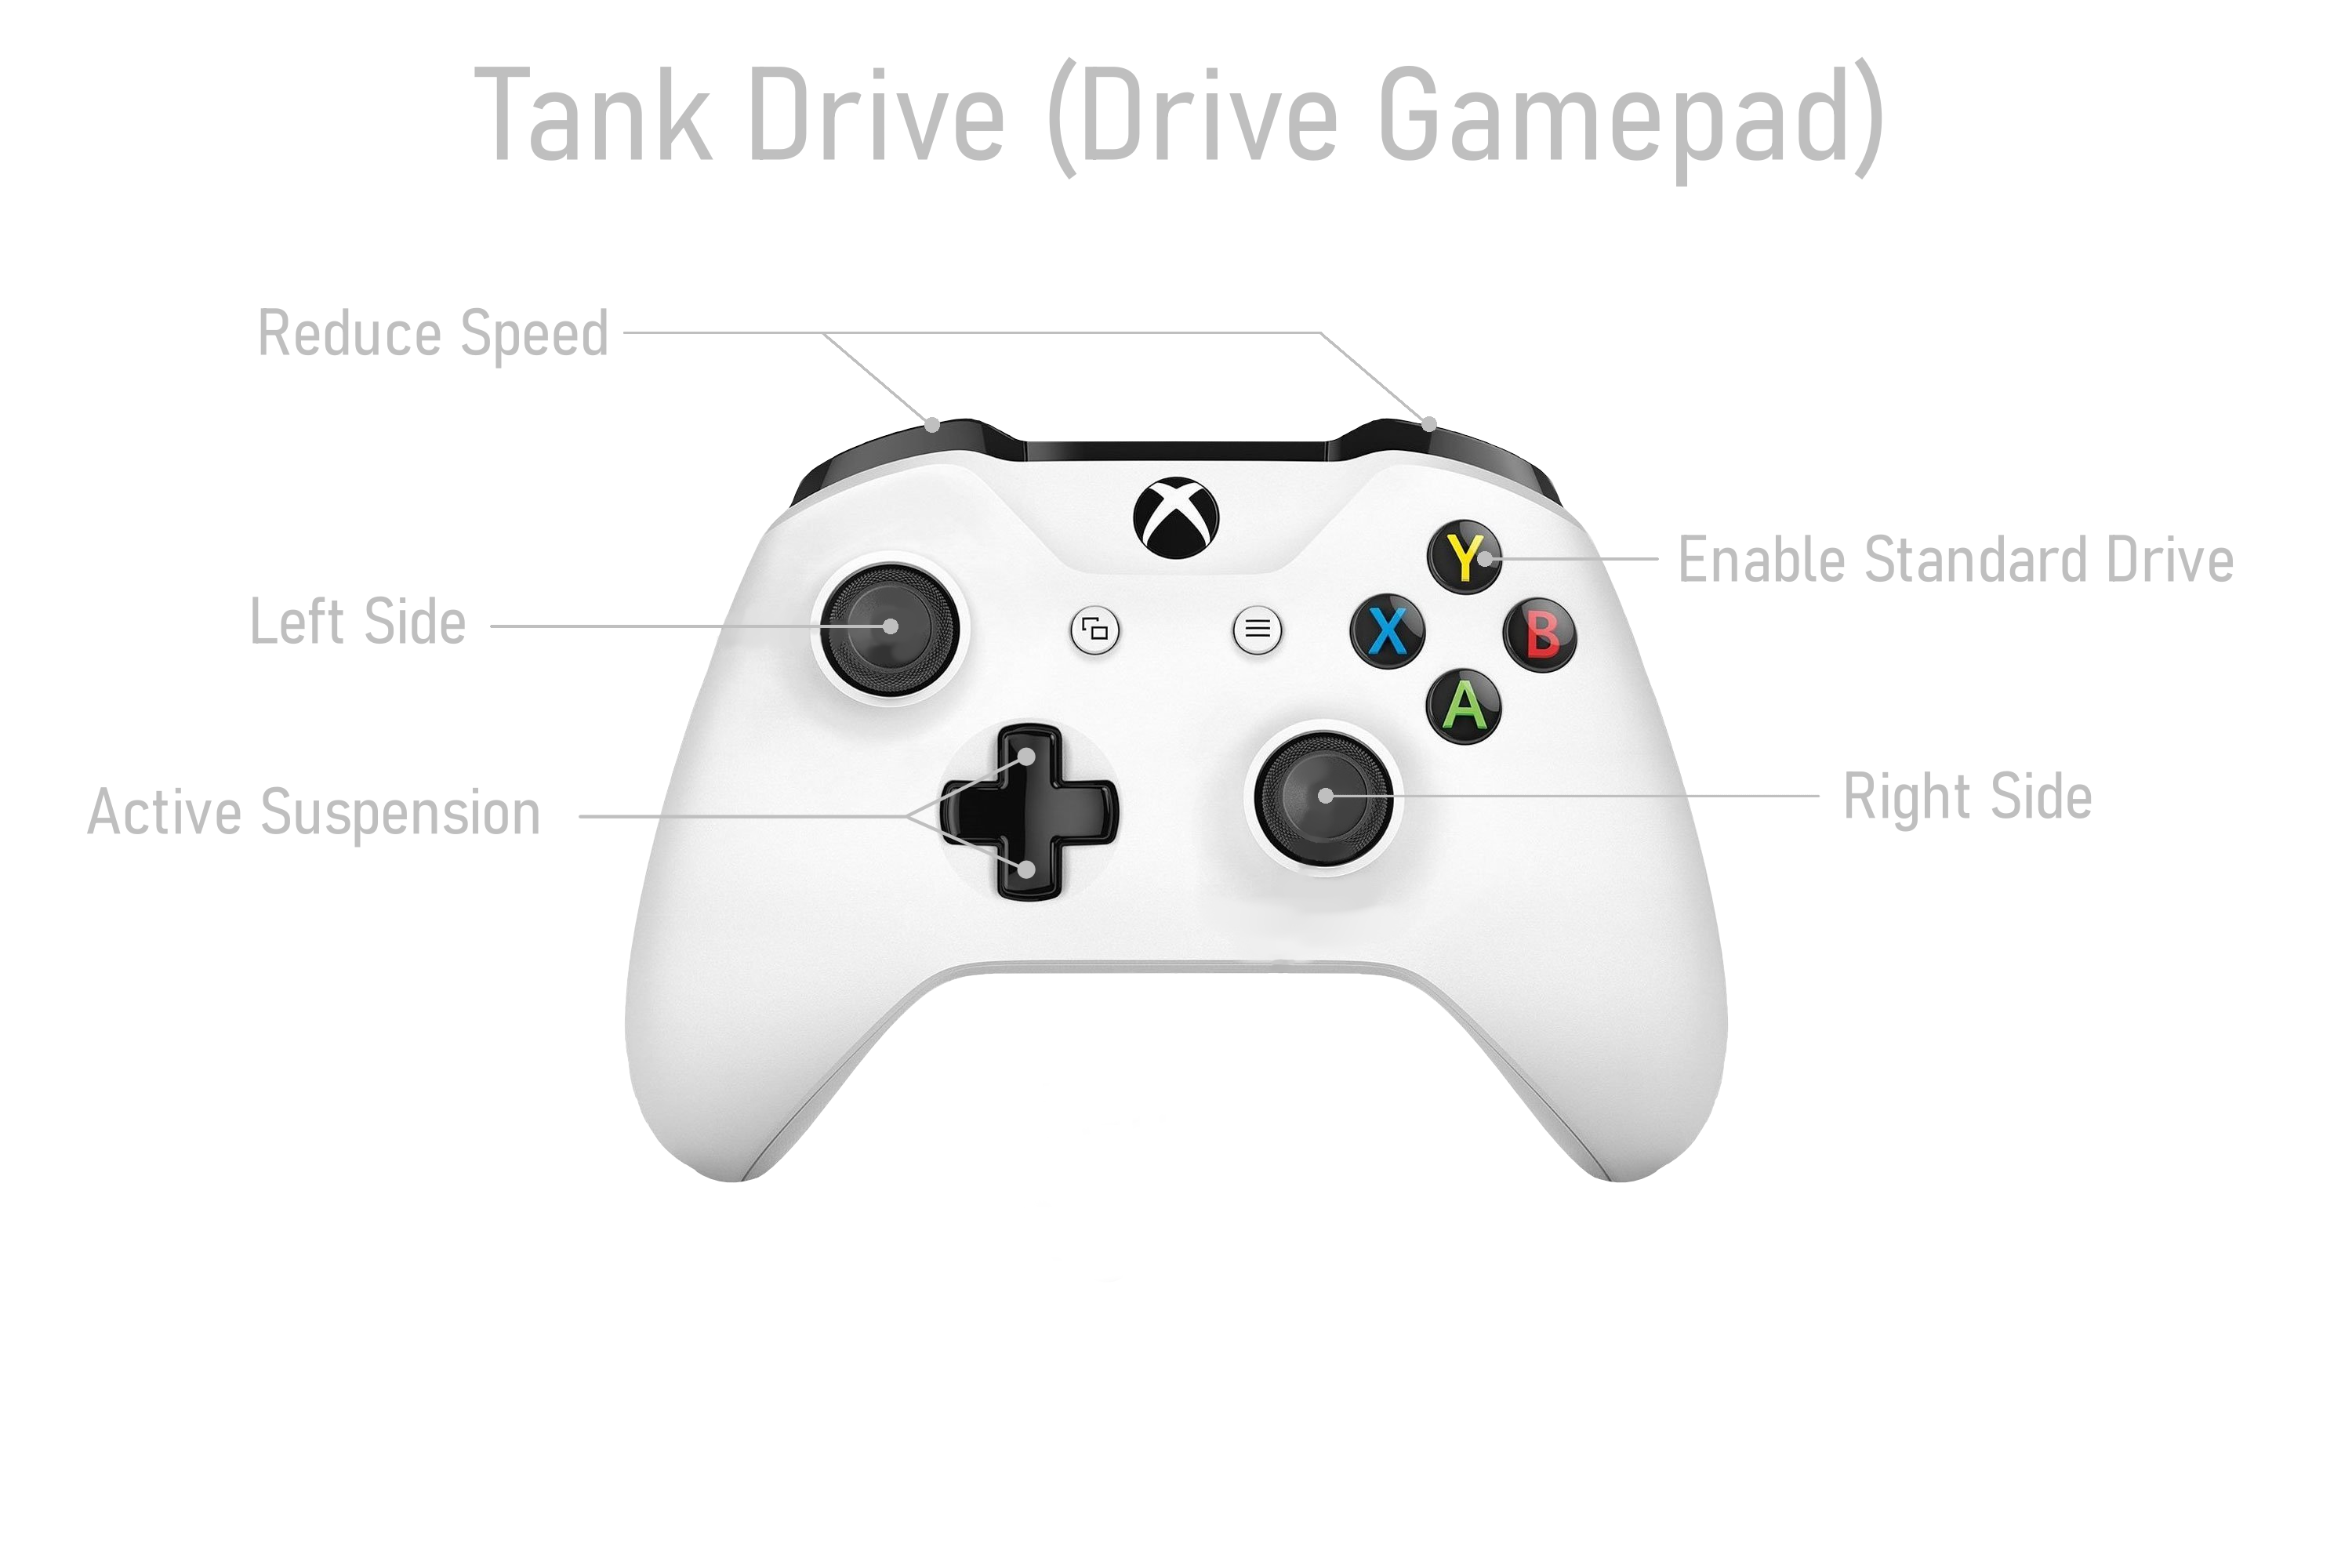 Tank Drive (Drive Gamepad)
Reduce Speed
Enable Standard Drive
Left Side
Active Suspension
Right Side
Y
X
B
A